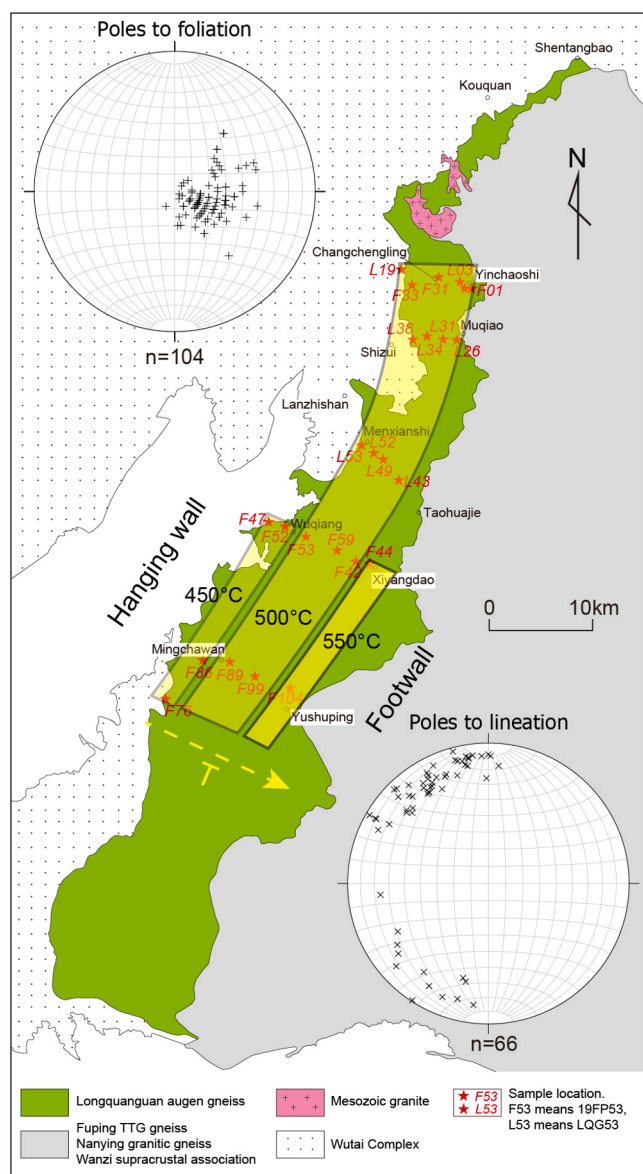 Poles to foliation
n=104
Shentangbao
Kouquan
N
Changchengling
L19
L03
Yinchaoshi
F33
F31
F01
L38
L31
Muqiao
Shizui
L34
L26
Lanzhishan
Menxianshi
L52
L53
L49
L43
Taohuajie
F47
Wuqiang
F52
F53
F59
F44
F42
Xiyangdao
Hanging wall
450°C
500°C
550°C
0 10km
Mingchawan
F86
F89
F99
F104
F76
Yushuping
Footwall
T
Poles to lineation
n=66
Longquanguan augen gneiss
Fuping TTG gneiss
Nanying granitic gneiss
Wanzi supracrustal association
Mesozoic granite
Wutai Complex
F53
L53
Sample location.
F53 means 19FP53,
L53 means LQG53